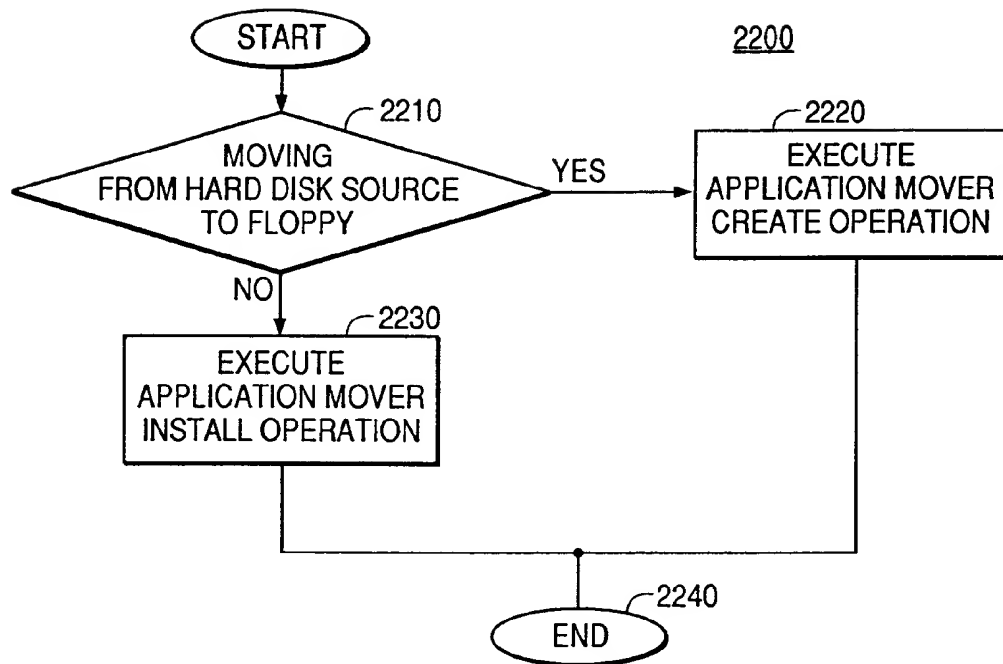 START
2200
2210
MOVING
FROM HARD DISK SOURCE
TO FLOPPY
YES
2220
EXECUTE
APPLICATION MOVER
CREATE OPERATION
NO
2230
EXECUTE
APPLICATION MOVER
INSTALL OPERATION
2240
END